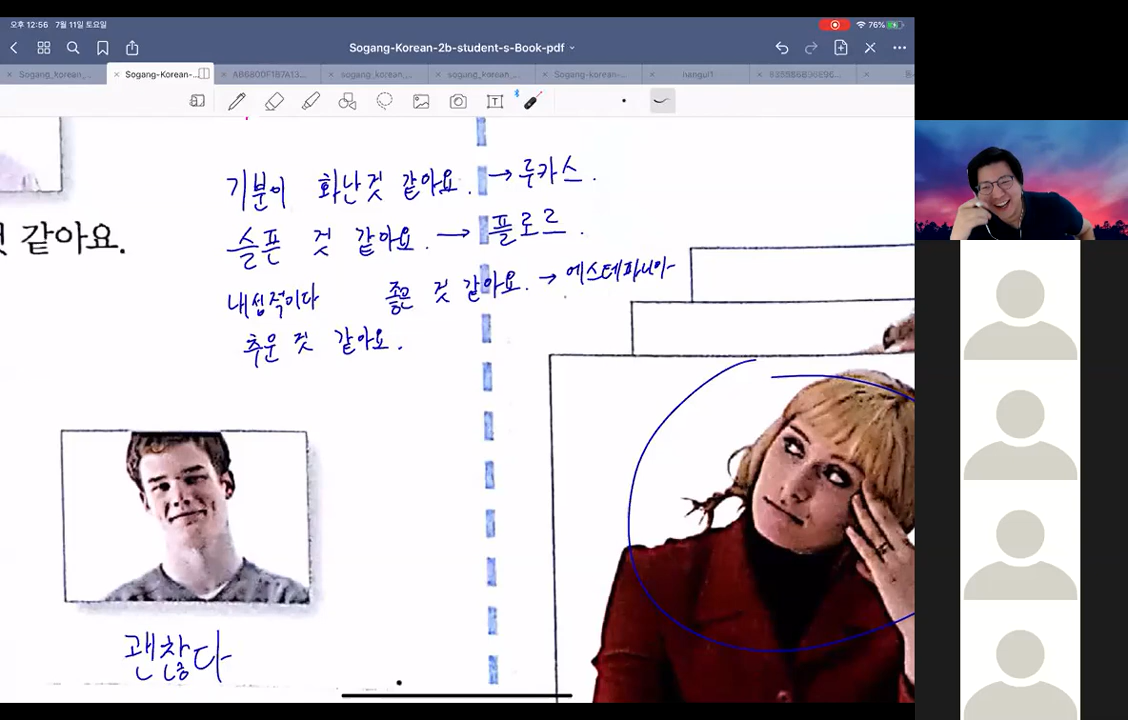 오후 12:56 7월 11일 토요일
76%
Sogang-Korean-2b-student-s-Book-pdf
Sogang_korean_...
Sogang-Korean-...
AB6800F187A13...
sogang_korean_...
sogang_korean_...
Sogang-Korean-...
hangul1
T
기분이 화난것 같아요. → 루카스.
같아요.
슬픈 것 같아요. → 플로르.
내성적이다 좋은 것 같아요. → 에스테파니아
추운 것 같아요.
괜찮다